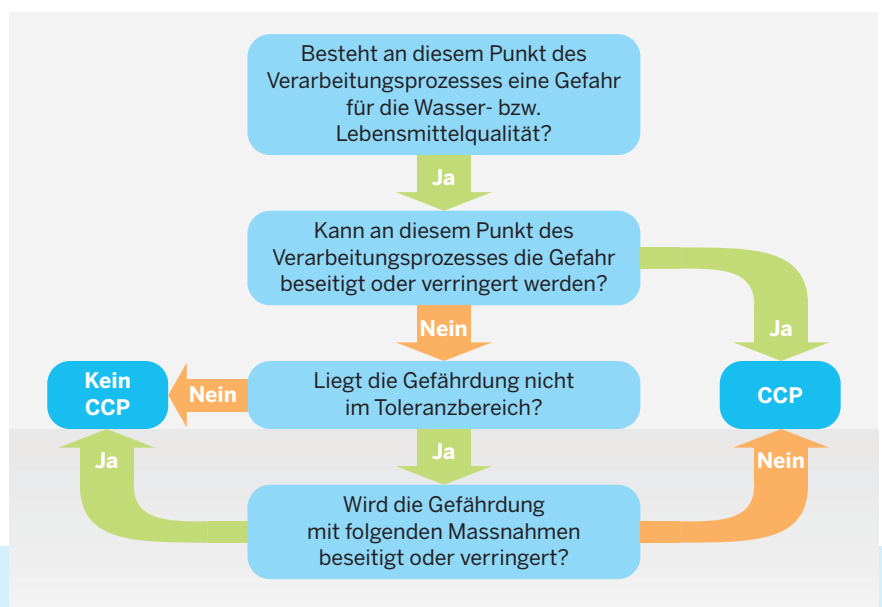 Besteht an diesem Punkt des
Verarbeitungsprozesses eine Gefahr
für die Wasser- bzw.
Lebensmittelqualität?
Ja
Kann an diesem Punkt des
Verarbeitungsprozesses die Gefahr
beseitigt oder verringert werden?
Ja
Nein
Kein
CCP
Nein
Liegt die Gefährdung nicht
im Toleranzbereich?
CCP
Ja
Ja
Nein
Wird die Gefährdung
mit folgenden Massnahmen
beseitigt oder verringert?